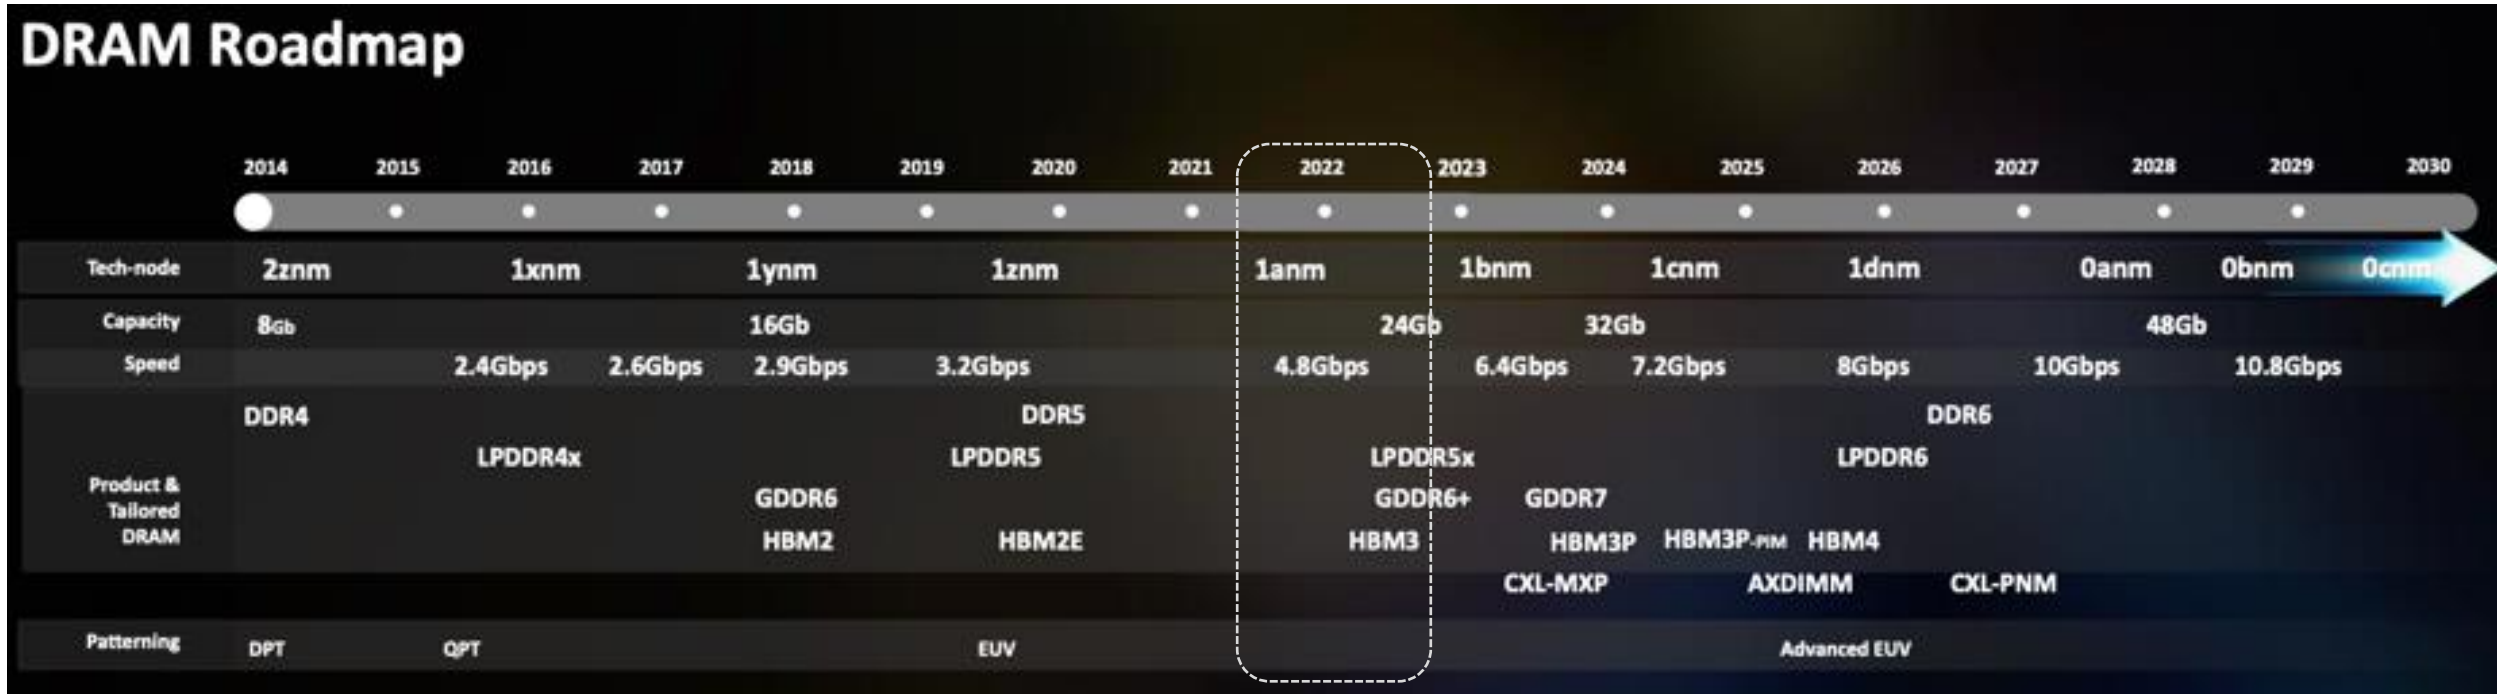 DRAM Roadmap
2014 2015 2016 2017 2018 2019 2020 2021 2022 2023 2024 2025 2026 2027 2028 2029 2030
Tech-node 2znm 1xnm 1ynm 1znm 1anm 1bnm 1cnm 1dnm 0anm 0bnm 0cnm
Capacity 8Gb 16Gb 24Gb 32Gb 48Gb
Speed 2.4Gbps 2.6Gbps 2.9Gbps 3.2Gbps 4.8Gbps 6.4Gbps 7.2Gbps 8Gbps 10Gbps 10.8Gbps
DDR4 DDR5 DDR6
LPDDR4x LPDDR5 LPDDR5x LPDDR6
Product &
Tailored
DRAM
GDDR6 GDDR6+ GDDR7
HBM2 HBM2E HBM3 HBM3P HBM3P-PIM HBM4
CXL-MXP AXDIMM CXL-PNM
Patterning DPT QPT EUV Advanced EUV